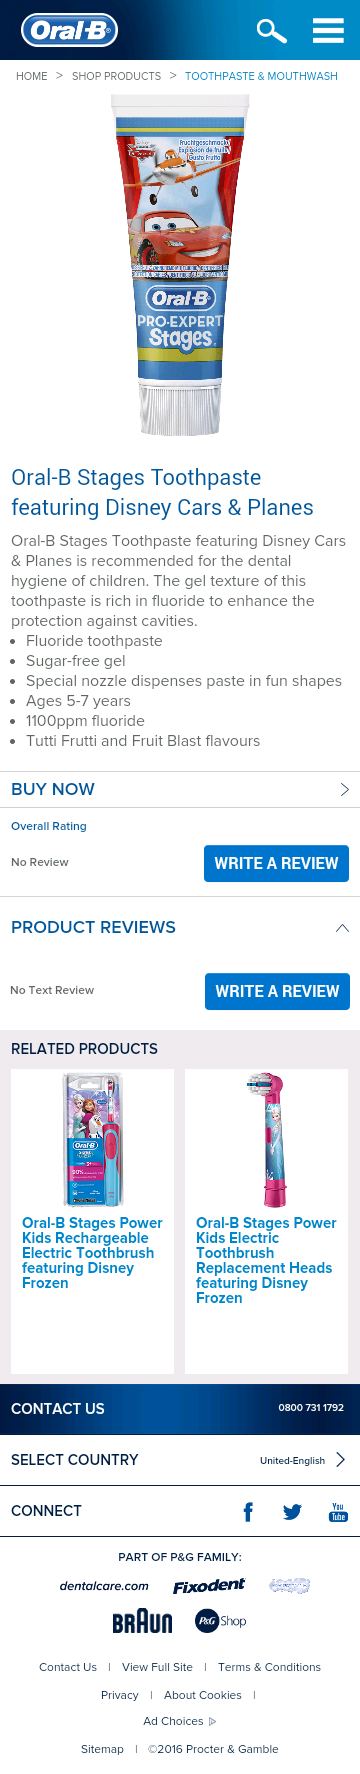 Oral-B
HOME > SHOP PRODUCTS > TOOTHPASTE & MOUTHWASH
Fruchtgeschmack
Explosion de fruit
Gusto Frutta
Oral-B
PRO-EXPERT
Stages
Oral-B Stages Toothpaste
featuring Disney Cars & Planes
Oral-B Stages Toothpaste featuring Disney Cars
& Planes is recommended for the dental
hygiene of children. The gel texture of this
toothpaste is rich in fluoride to enhance the
protection against cavities.
• Fluoride toothpaste
• Sugar-free gel
• Special nozzle dispenses paste in fun shapes
• Ages 5-7 years
• 1100ppm fluoride
• Tutti Frutti and Fruit Blast flavours
BUY NOW
Overall Rating
No Review
WRITE A REVIEW
PRODUCT REVIEWS
No Text Review
WRITE A REVIEW
RELATED PRODUCTS
Oral-B
Oral-B Stages Power
Kids Rechargeable
Electric Toothbrush
featuring Disney
Frozen
Oral-B Stages Power
Kids Electric
Toothbrush
Replacement Heads
featuring Disney
Frozen
CONTACT US
0800 731 1792
SELECT COUNTRY
United-English
CONNECT
You
Tube
PART OF P&G FAMILY:
dentalcare.com
Fixodent
BRAUN
P&G Shop
Contact Us | View Full Site | Terms & Conditions
Privacy | About Cookies |
Ad Choices
Sitemap | ©2016 Procter & Gamble